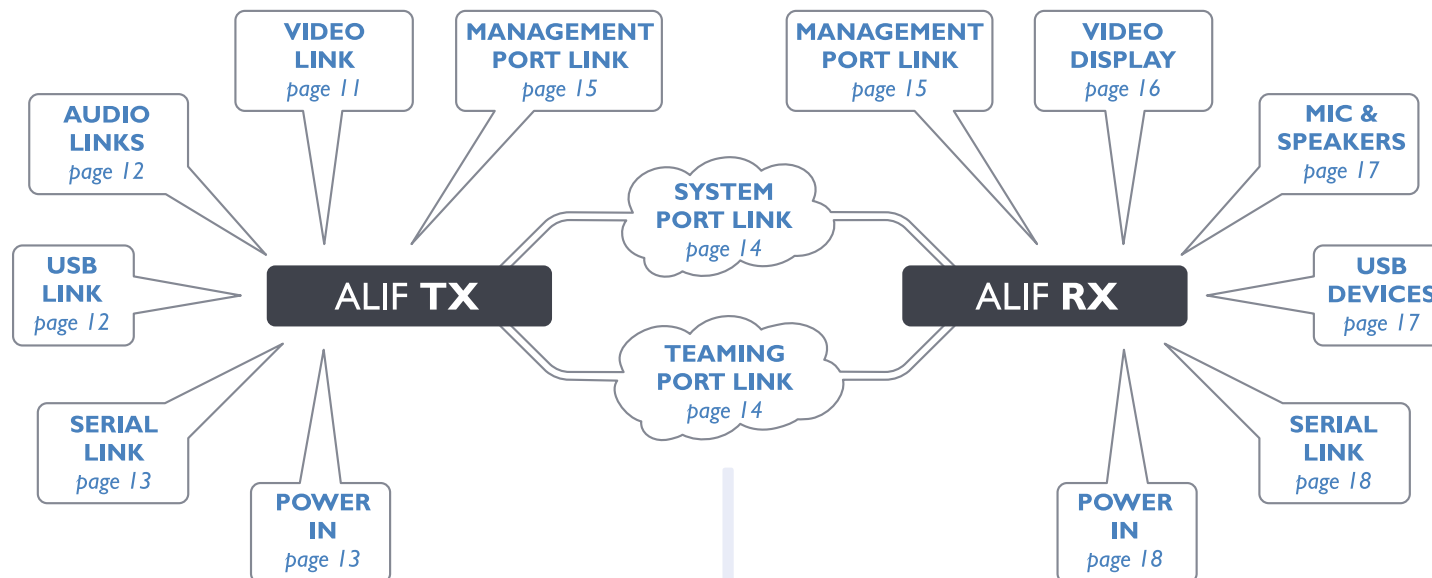 VIDEO
LINK
page 11
MANAGEMENT
PORT LINK
page 15
MANAGEMENT
PORT LINK
page 15
VIDEO
DISPLAY
page 16
AUDIO
LINKS
page 12
MIC &
SPEAKERS
page 17
SYSTEM
PORT LINK
page 14
USB
LINK
page 12
ALIF TX
ALIF RX
USB
DEVICES
page 17
TEAMING
PORT LINK
page 14
SERIAL
LINK
page 13
SERIAL
LINK
page 18
POWER
IN
page 13
POWER
IN
page 18